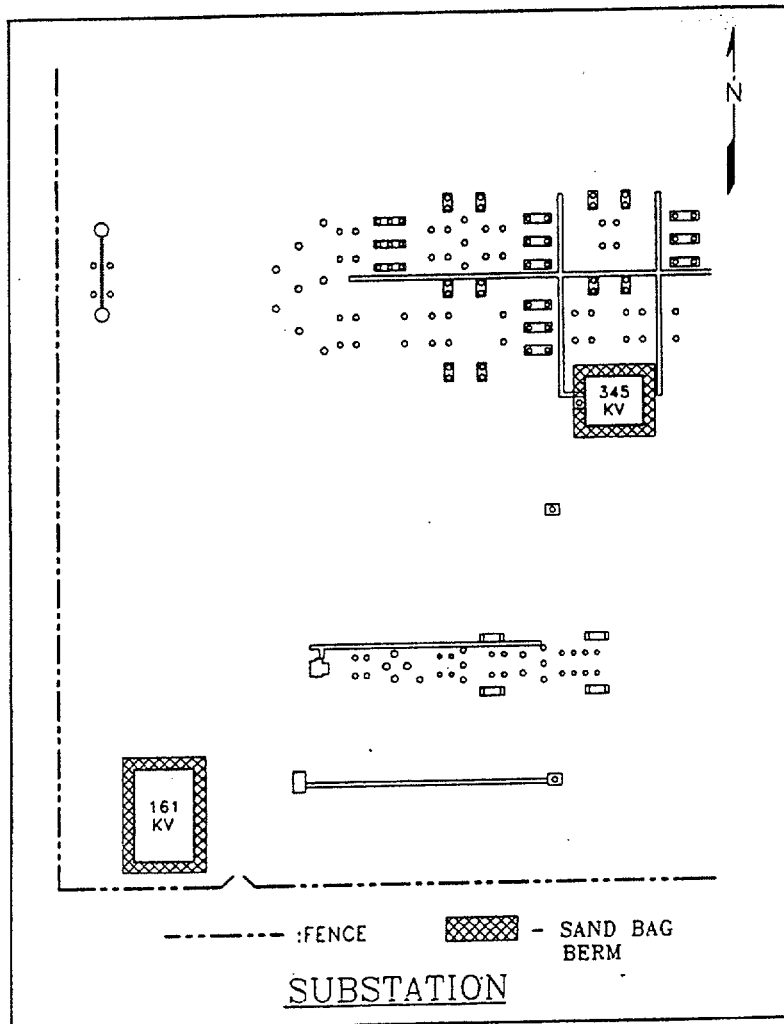 N
345
KV
161
KV
:FENCE
- SAND BAG
BERM
SUBSTATION